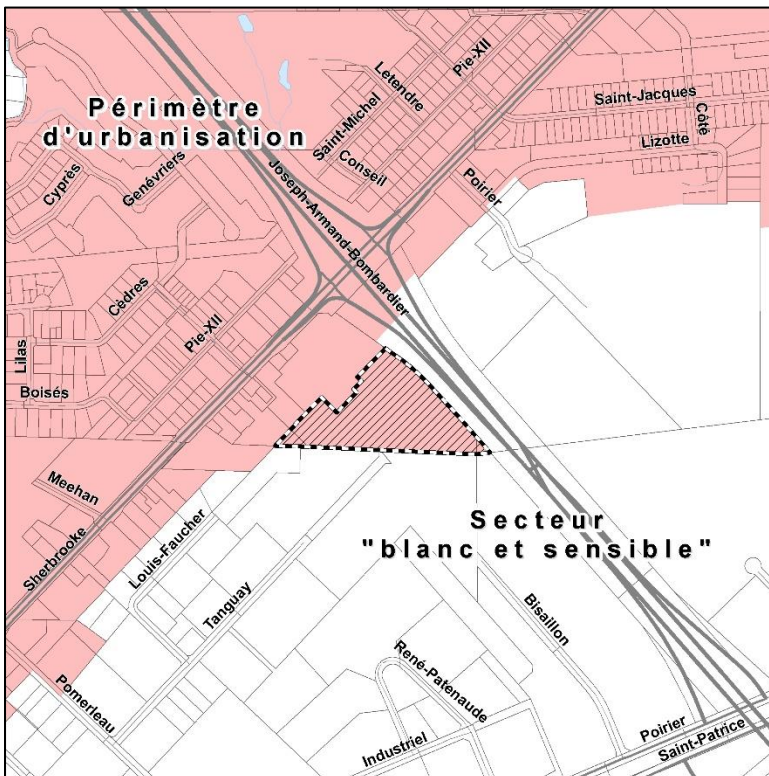 Périmètre
d'urbanisation
Letendre
Pie-XII
Saint-Michel
Conseil
Saint-Jacques
Côté
Lizotte
Poirier
Cyprès
Genévriers
Joseph-Armand-Bombardier
Cèdres
Pie-XII
Lilas
Boisés
Meehan
Sherbrooke
Louis-Faucher
Tanguay
Secteur
"blanc et sensible"
Bisaillon
René-Patenaude
Pomerleau
Industriel
Poirier
Saint-Patrice